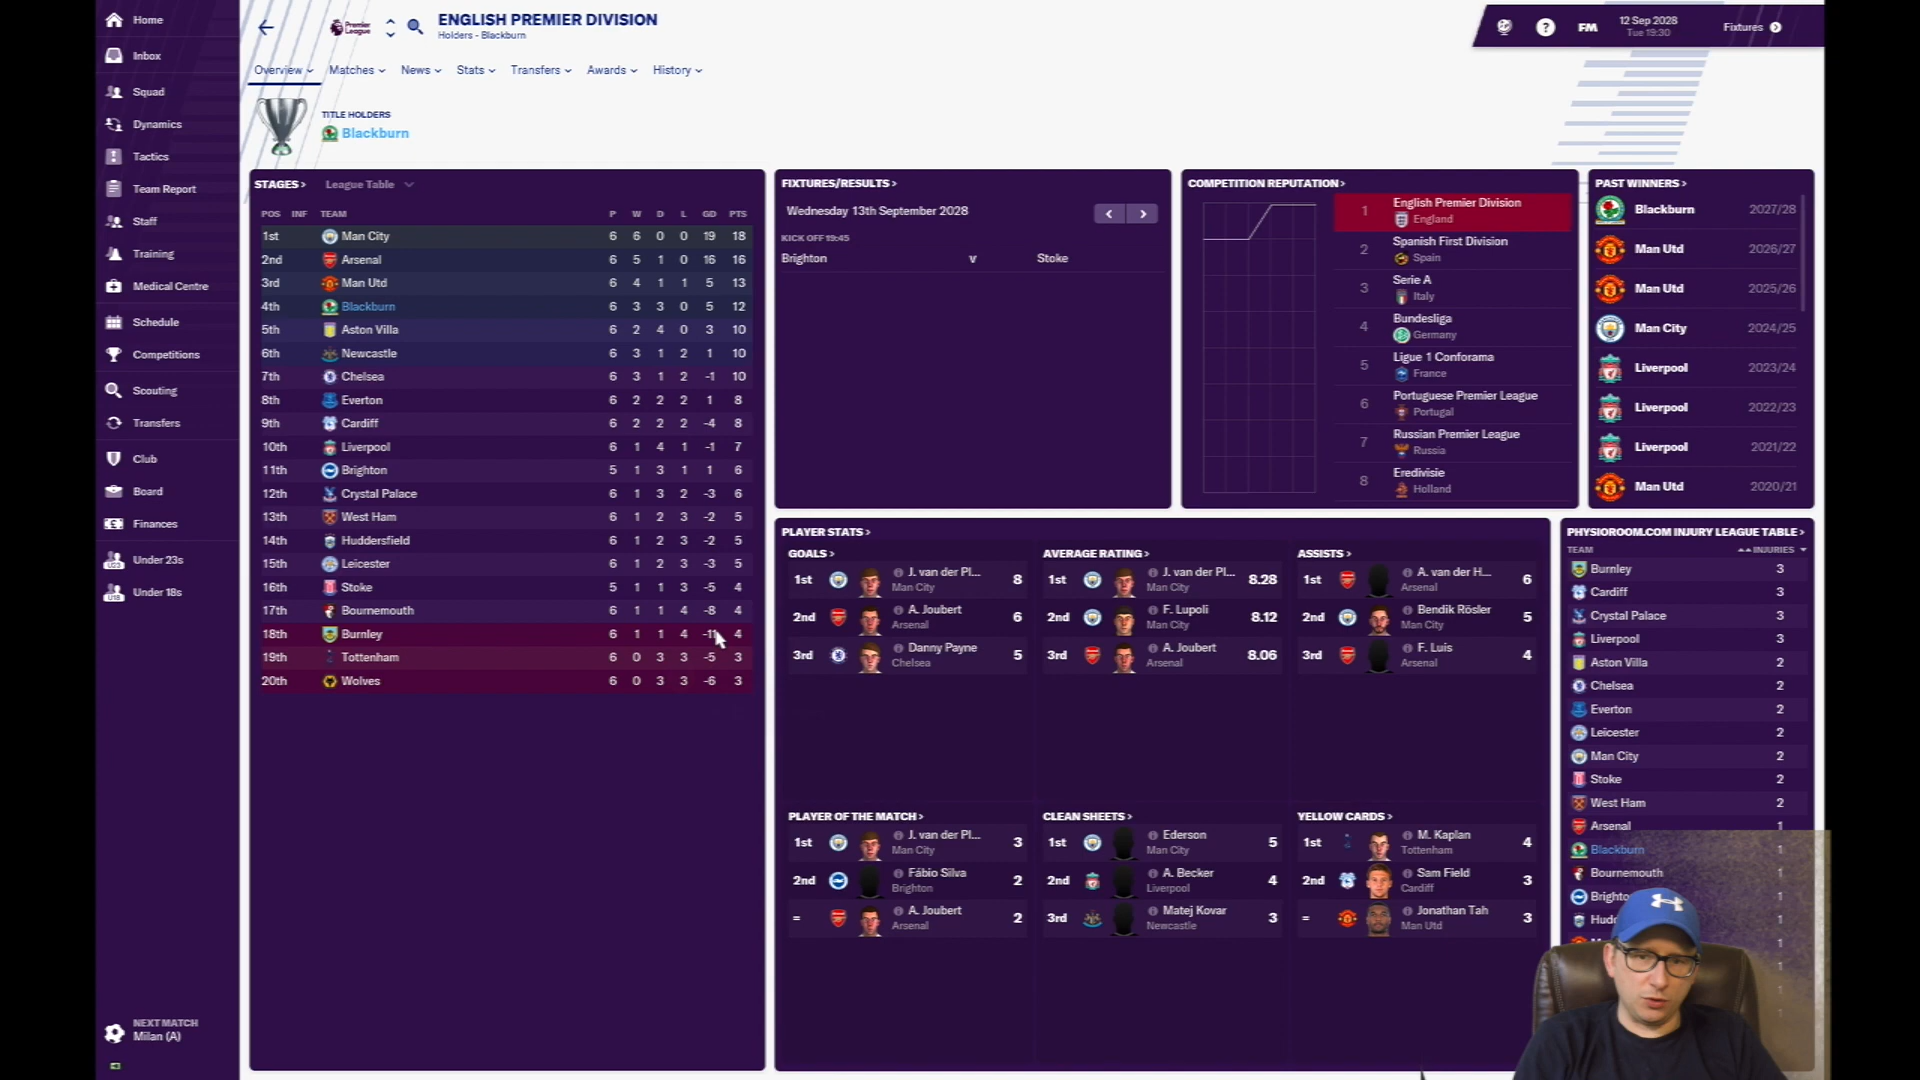 Home
Inbox
Squad
Dynamics
Tactics
Team Report
Staff
Training
Medical Centre
Schedule
Competitions
Scouting
Transfers
Club
Board
Finances
Under 23s
Under 18s
NEXT MATCH
Milan (A)
Premier League
ENGLISH PREMIER DIVISION
Holders - Blackburn
? FM 12 Sep 2028
Tue 19:30
Fixtures
Overview Matches News Stats Transfers Awards History
TITLE HOLDERS
Blackburn
STAGES> League Table
POS INF TEAM P W D L GD PTS
1st Man City 6 6 0 0 19 18
2nd Arsenal 6 5 1 0 16 16
3rd Man Utd 6 4 1 1 5 13
4th Blackburn 6 3 3 0 5 12
5th Aston Villa 6 2 4 0 3 10
6th Newcastle 6 3 1 2 1 10
7th Chelsea 6 3 1 2 -1 10
8th Everton 6 2 2 2 1 8
9th Cardiff 6 2 2 2 -4 8
10th Liverpool 6 1 4 1 -1 7
11th Brighton 5 1 3 1 1 6
12th Crystal Palace 6 1 3 2 -3 6
13th West Ham 6 1 2 3 -2 5
14th Huddersfield 6 1 2 3 -2 5
15th Leicester 6 1 2 3 -3 5
16th Stoke 5 1 1 3 -5 4
17th Bournemouth 6 1 1 4 -8 4
18th Burnley 6 1 1 4 -11 4
19th Tottenham 6 0 3 3 -5 3
20th Wolves 6 0 3 3 -6 3
FIXTURES/RESULTS>
Wednesday 13th September 2028
KICK OFF 19:45
Brighton v Stoke
COMPETITION REPUTATION>
1 English Premier Division
England
2 Spanish First Division
Spain
3 Serie A
Italy
4 Bundesliga
Germany
5 Ligue 1 Conforama
France
6 Portuguese Premier League
Portugal
7 Russian Premier League
Russia
8 Eredivisie
Holland
PAST WINNERS>
Blackburn 2027/28
Man Utd 2026/27
Man Utd 2025/26
Man City 2024/25
Liverpool 2023/24
Liverpool 2022/23
Liverpool 2021/22
Man Utd 2020/21
PLAYER STATS>
GOALS>
1st J. van der Pl... 8
Man City
2nd A. Joubert 6
Arsenal
3rd Danny Payne 5
Chelsea
AVERAGE RATING>
1st J. van der Pl... 8.28
Man City
2nd F. Lupoli 8.12
Man City
3rd A. Joubert 8.06
Arsenal
ASSISTS>
1st A. van der H... 6
Arsenal
2nd Bendik Rösler 5
Man City
3rd F. Luis 4
Arsenal
PLAYER OF THE MATCH>
1st J. van der Pl... 3
Man City
2nd Fábio Silva 2
Brighton
= A. Joubert 2
Arsenal
CLEAN SHEETS>
1st Ederson 5
Man City
2nd A. Becker 4
Liverpool
3rd Matej Kovar 3
Newcastle
YELLOW CARDS>
1st M. Kaplan 4
Tottenham
2nd Sam Field 3
Cardiff
= Jonathan Tah 3
Man Utd
PHYSIOROOM.COM INJURY LEAGUE TABLE>
TEAM INJURIES
Burnley 3
Cardiff 3
Crystal Palace 3
Liverpool 3
Aston Villa 2
Chelsea 2
Everton 2
Leicester 2
Man City 2
Stoke 2
West Ham 2
Arsenal 1
Blackburn 1
Bournemouth 1
Brighto 1
Hudd 1
1
1
1